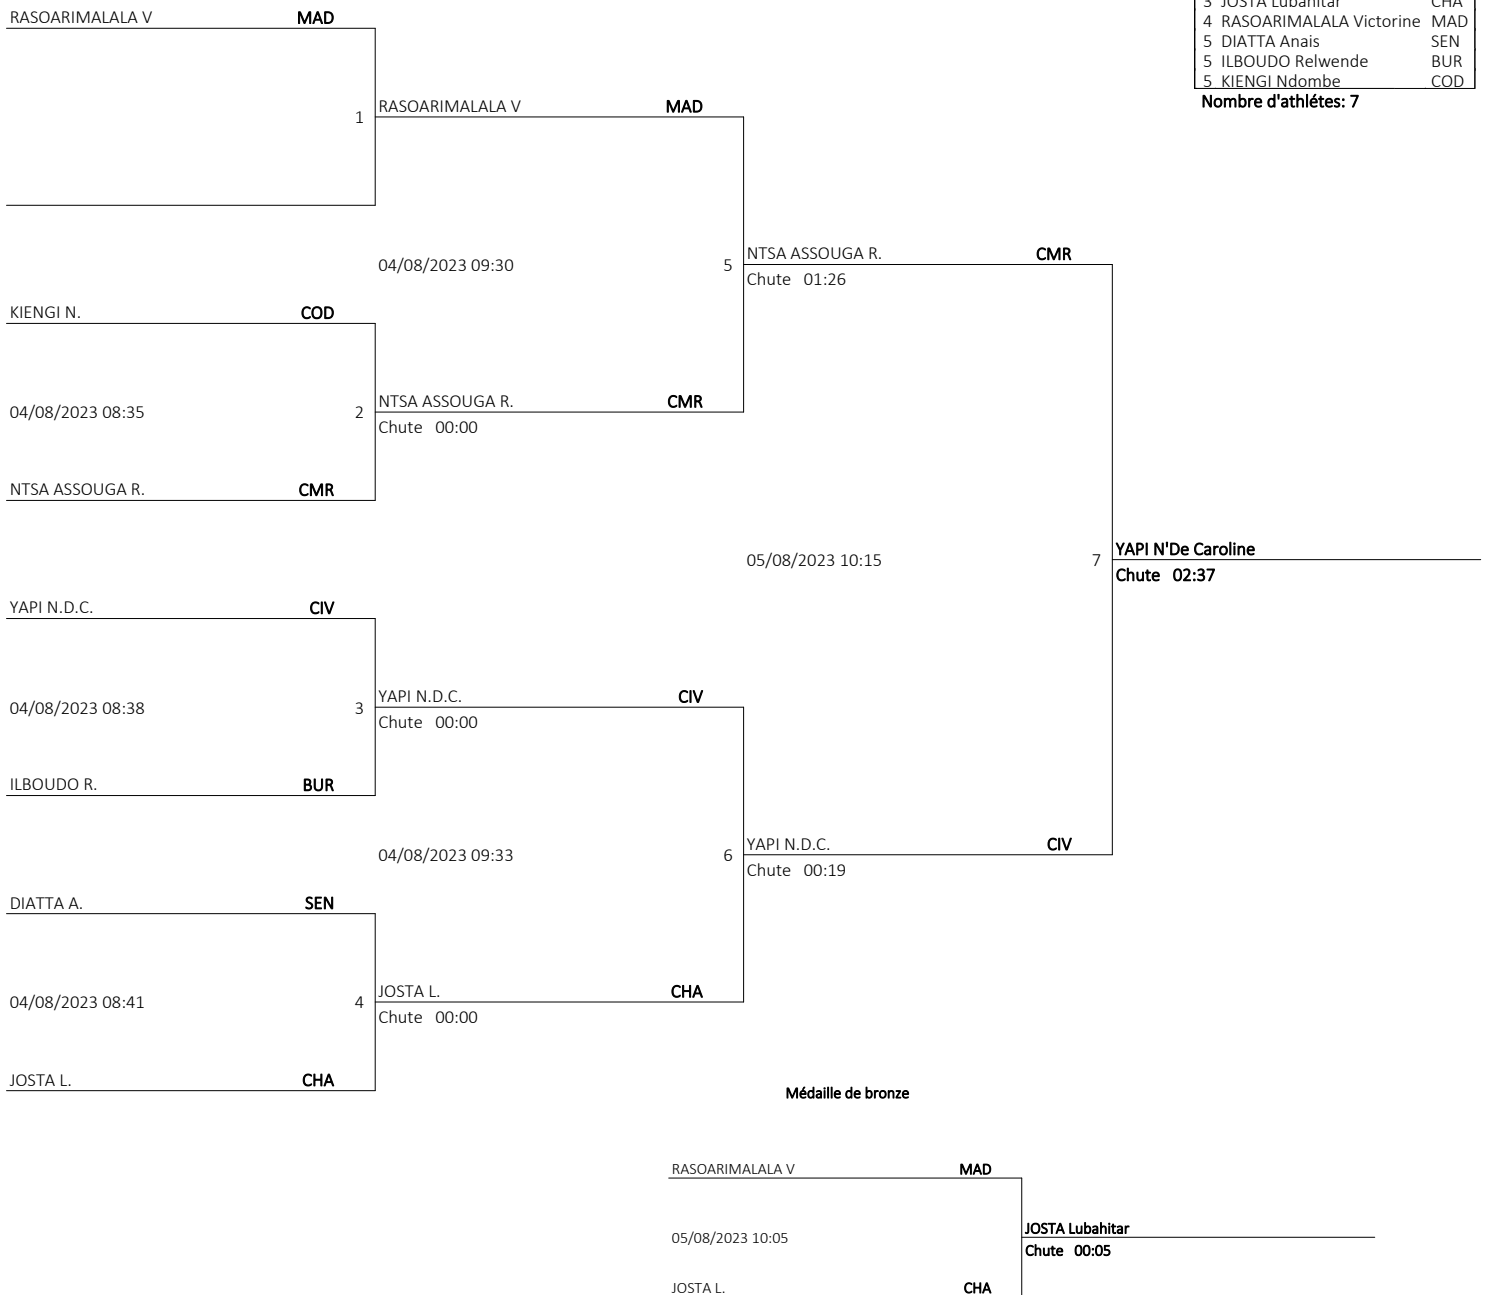 RASOARIMALALA V MAD
3 JOSTA Lubahitar CHA
4 RASOARIMALALA Victorine MAD
5 DIATTA Anais SEN
5 ILBOUDO Relwende BUR
5 KIENGI Ndombe COD
Nombre d'athlétes: 7
1 RASOARIMALALA V MAD
04/08/2023 09:30 5 NTSA ASSOUGA R. CMR
Chute 01:26
KIENGI N. COD
04/08/2023 08:35 2 NTSA ASSOUGA R. CMR
Chute 00:00
NTSA ASSOUGA R. CMR
05/08/2023 10:15 7 YAPI N'De Caroline
Chute 02:37
YAPI N.D.C. CIV
04/08/2023 08:38 3 YAPI N.D.C. CIV
Chute 00:00
ILBOUDO R. BUR
04/08/2023 09:33 6 YAPI N.D.C. CIV
Chute 00:19
DIATTA A. SEN
04/08/2023 08:41 4 JOSTA L. CHA
Chute 00:00
JOSTA L. CHA
Médaille de bronze
RASOARIMALALA V MAD
05/08/2023 10:05 JOSTA Lubahitar
Chute 00:05
JOSTA L. CHA